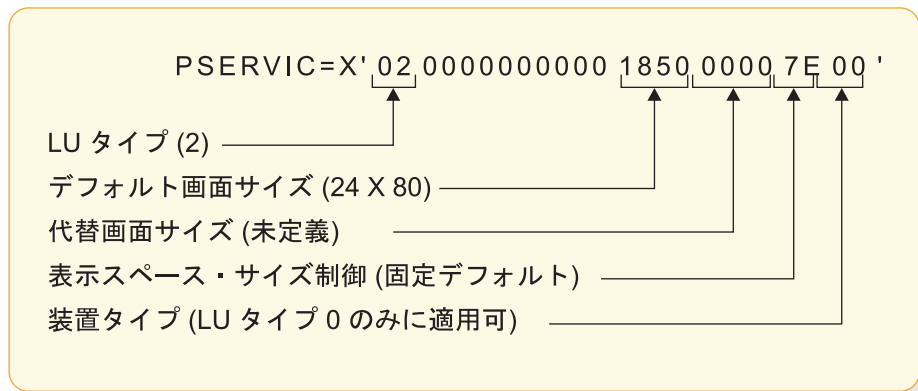 PSERVIC=X' 02 0000000000 1850 0000 7E 00 '
LU タイプ (2)
デフォルト画面サイズ (24 X 80)
代替画面サイズ (未定義)
表示スペース・サイズ制御 (固定デフォルト)
装置タイプ (LU タイプ 0 のみに適用可)